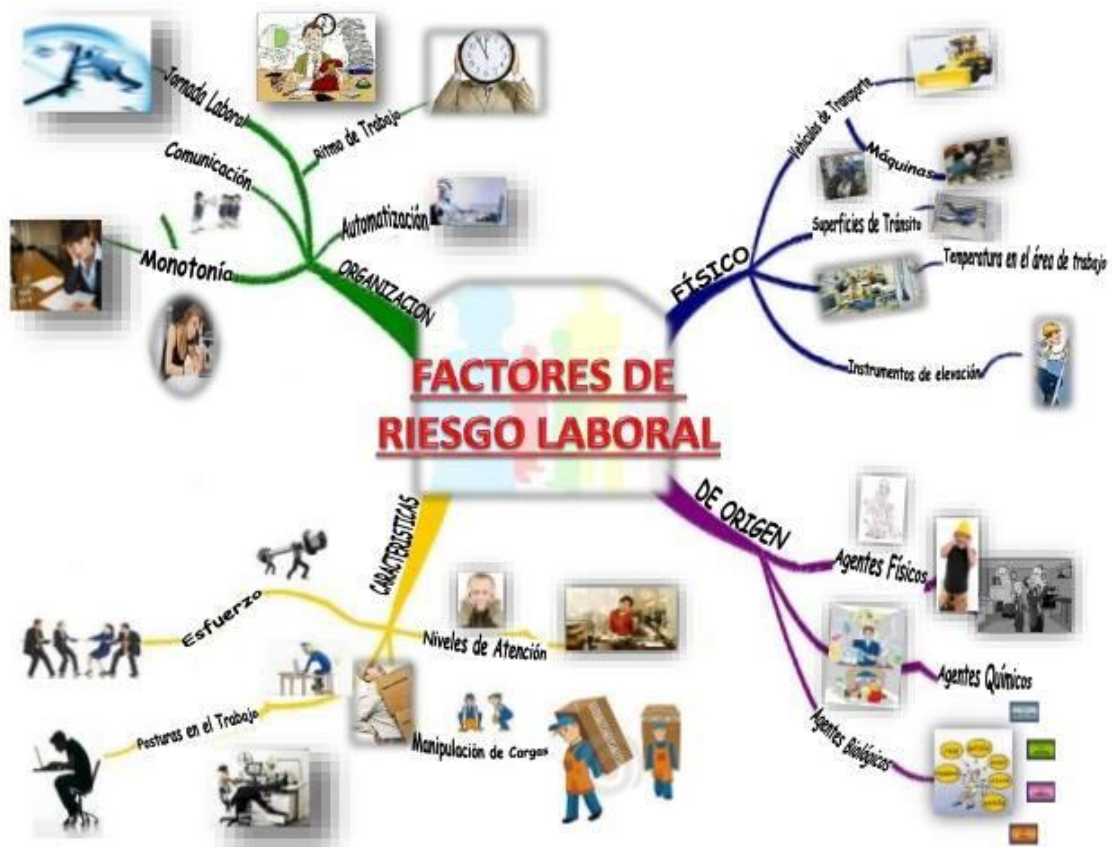 FACTORES DE
RIESGO LABORAL
ORGANIZACION
Jornada Laboral
Ritmo de Trabajo
Comunicación
Automatización
Monotonía
FÍSICO
Vehículos de Transporte
Máquinas
Superficies de Tránsito
Temperatura en el área de trabajo
Instrumentos de elevación
CARACTERISTICAS
Esfuerzo
Niveles de Atención
Posturas en el Trabajo
Manipulación de Cargas
DE ORIGEN
Agentes Físicos
Agentes Químicos
Agentes Biológicos